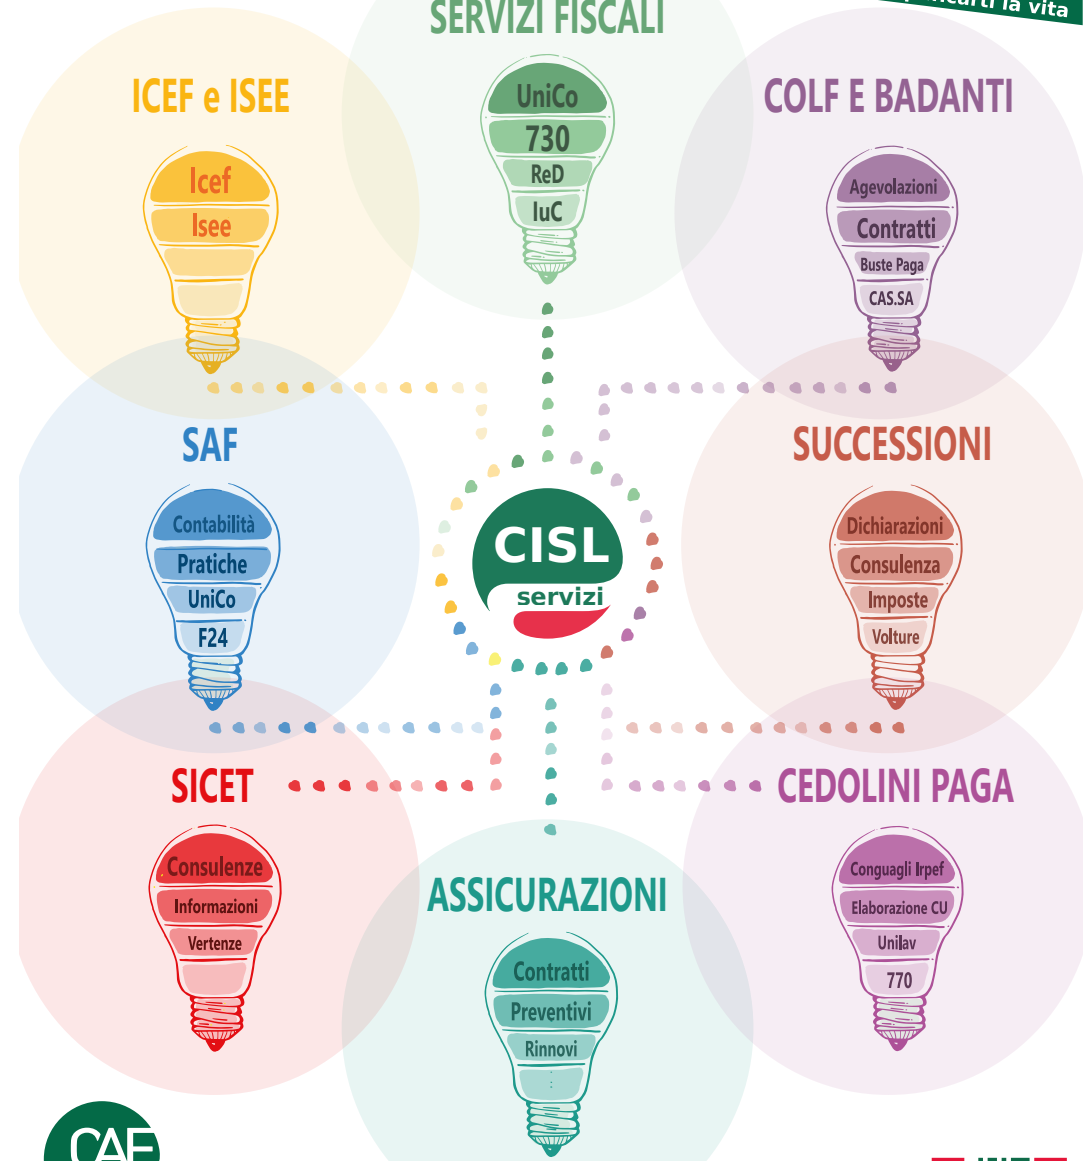 SERVIZI FISCALI
la vita
ICEF e ISEE
COLF E BADANTI
UniCo
730
ReD
IuC
Icef
Isee
Agevolazioni
Contratti
Buste Paga
CAS.SA
SAF
SUCCESSIONI
Contabilità
Pratiche
UniCo
F24
CISL
servizi
Dichiarazioni
Consulenza
Imposte
Volture
SICET
CEDOLINI PAGA
Consulenze
Informazioni
Vertenze
ASSICURAZIONI
Contratti
Preventivi
Rinnovi
Conguagli Irpef
Elaborazione CU
Unilav
770
CAF